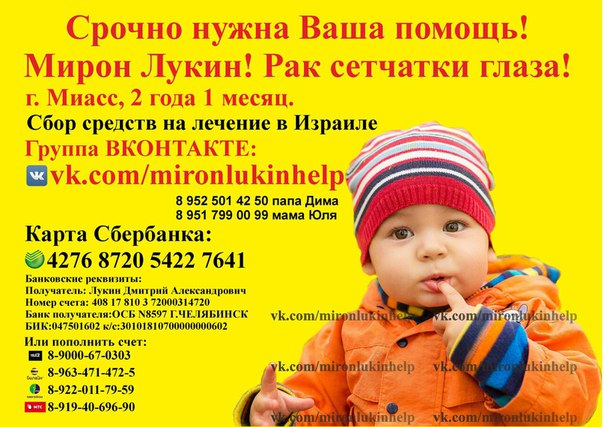 Срочно нужна Ваша помощь!
Мирон Лукин! Рак сетчатки глаза!
г. Миасс, 2 года 1 месяц.
Сбор средств на лечение в Израиле
Группа ВКОНТАКТЕ:
vk.com/mironlukinhelp
8 952 501 42 50 папа Дима
8 951 799 00 99 мама Юля
Карта Сбербанка:
4276 8720 5422 7641
Банковские реквизиты:
Получатель: Лукин Дмитрий Александрович
Номер счета: 408 17 810 3 72000314720
Банк получателя:ОСБ N8597 Г.ЧЕЛЯБИНСК
БИК:047501602 к/с:30101810700000000602
Или пополнить счет:
TELE2 8-9000-67-0303
Билайн 8-963-471-472-5
МегаФон 8-922-011-79-59
МТС 8-919-40-696-90
vk.com/mironlukinhelp vk.com/mironlukinhelp
vk.com/mironlukinhelp vk.com/mironlukinhelp
vk.com/mironlukinhelp vk.com/mironlukinhelp